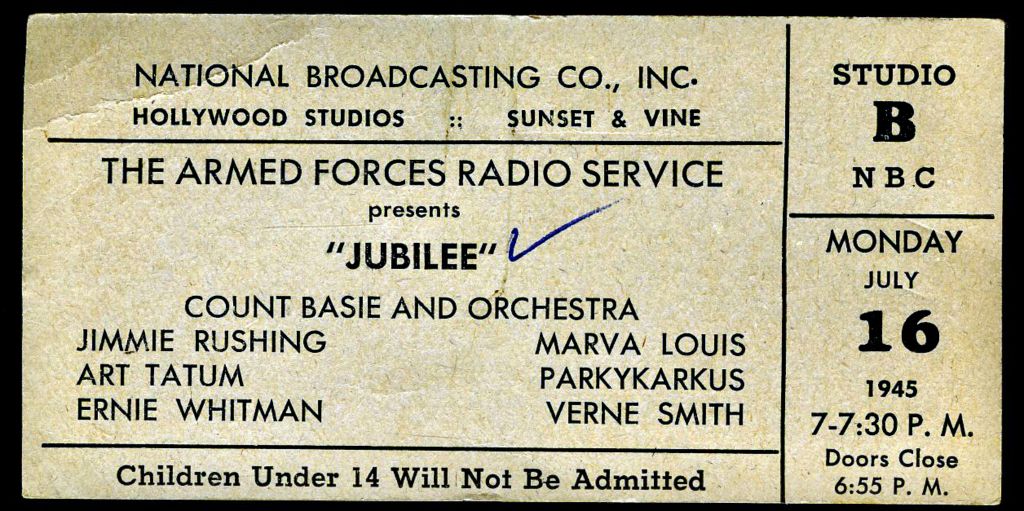 NATIONAL BROADCASTING CO., INC.
HOLLYWOOD STUDIOS :: SUNSET & VINE
THE ARMED FORCES RADIO SERVICE
presents
"JUBILEE"
COUNT BASIE AND ORCHESTRA
JIMMIE RUSHING MARVA LOUIS
ART TATUM PARKYKARKUS
ERNIE WHITMAN VERNE SMITH
Children Under 14 Will Not Be Admitted
STUDIO
B
NBC
MONDAY
JULY
16
1945
7-7:30 P. M.
Doors Close
6:55 P. M.